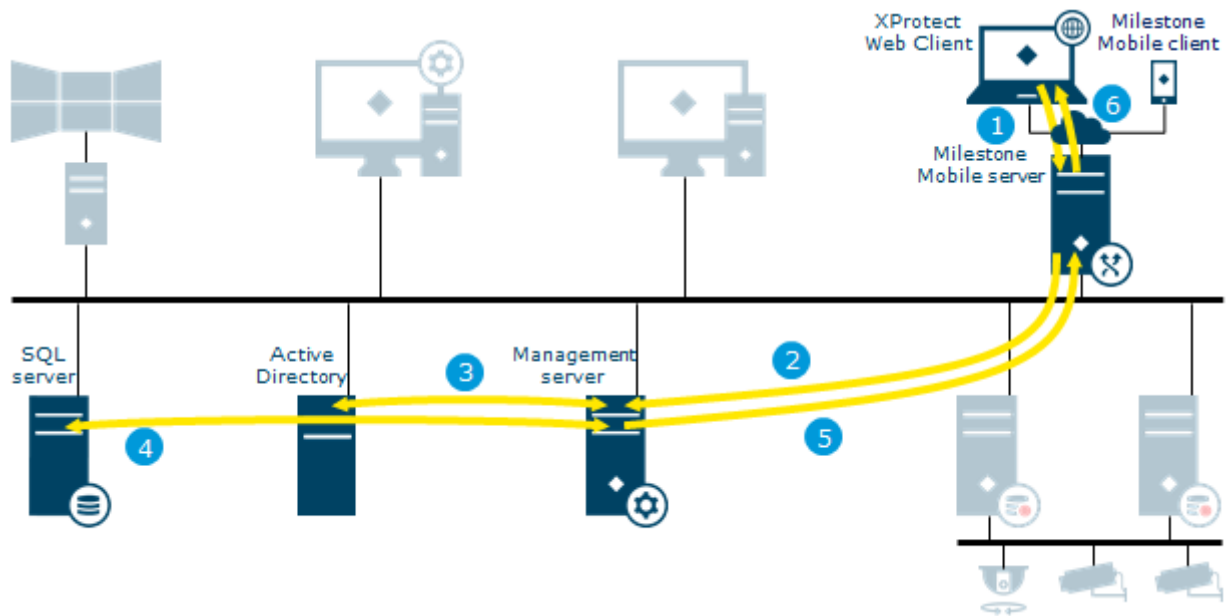 XProtect
Web Client
Milestone
Mobile client
1
6
Milestone
Mobile server
SQL
server
Active
Directory
Management
server
3
2
4
5